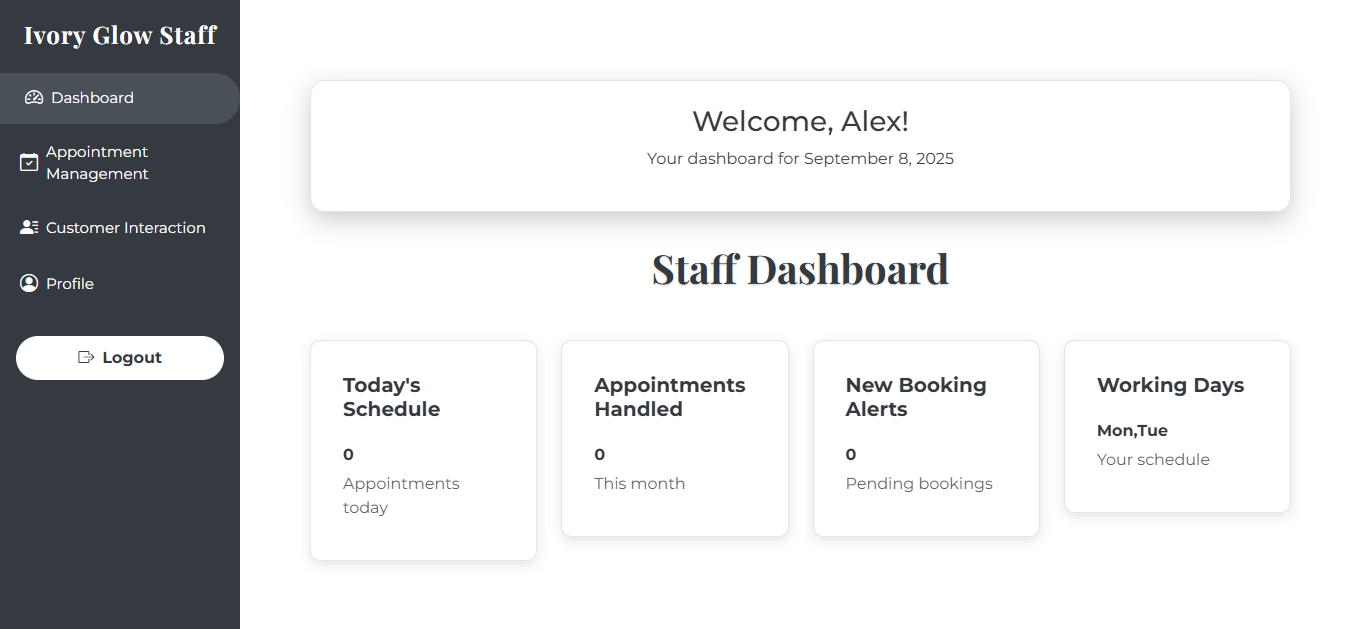 Ivory Glow Staff
Dashboard
Appointment
Management
Customer Interaction
Profile
Logout
Welcome, Alex!
Your dashboard for September 8, 2025
Staff Dashboard
Today's
Schedule
0
Appointments
today
Appointments
Handled
0
This month
New Booking
Alerts
0
Pending bookings
Working Days
Mon,Tue
Your schedule